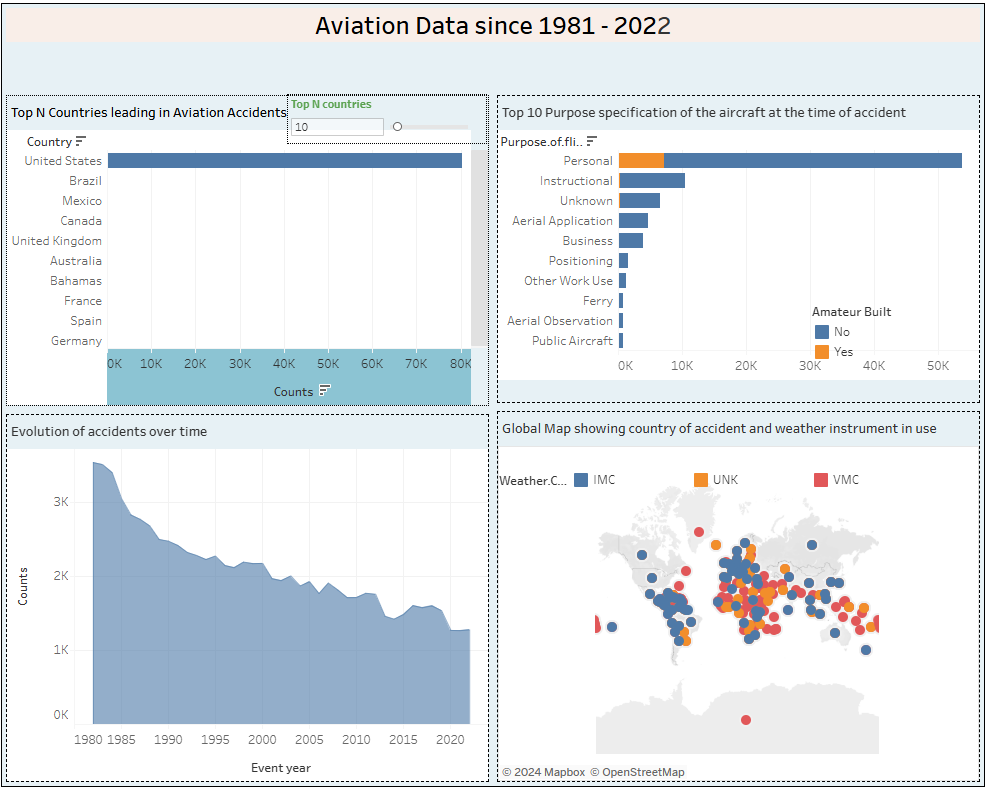 Aviation Data since 1981 - 2022
Top N Countries leading in Aviation Accidents
Top N countries
10
Country
United States
Brazil
Mexico
Canada
United Kingdom
Australia
Bahamas
France
Spain
Germany
0K 10K 20K 30K 40K 50K 60K 70K 80K
Counts
Top 10 Purpose specification of the aircraft at the time of accident
Purpose.of.fli..
Personal
Instructional
Unknown
Aerial Application
Business
Positioning
Other Work Use
Ferry
Aerial Observation
Public Aircraft
Amateur Built
No
Yes
0K 10K 20K 30K 40K 50K
Evolution of accidents over time
Counts
3K
2K
1K
0K
1980 1985 1990 1995 2000 2005 2010 2015 2020
Event year
Global Map showing country of accident and weather instrument in use
Weather.C... IMC UNK VMC
© 2024 Mapbox © OpenStreetMap